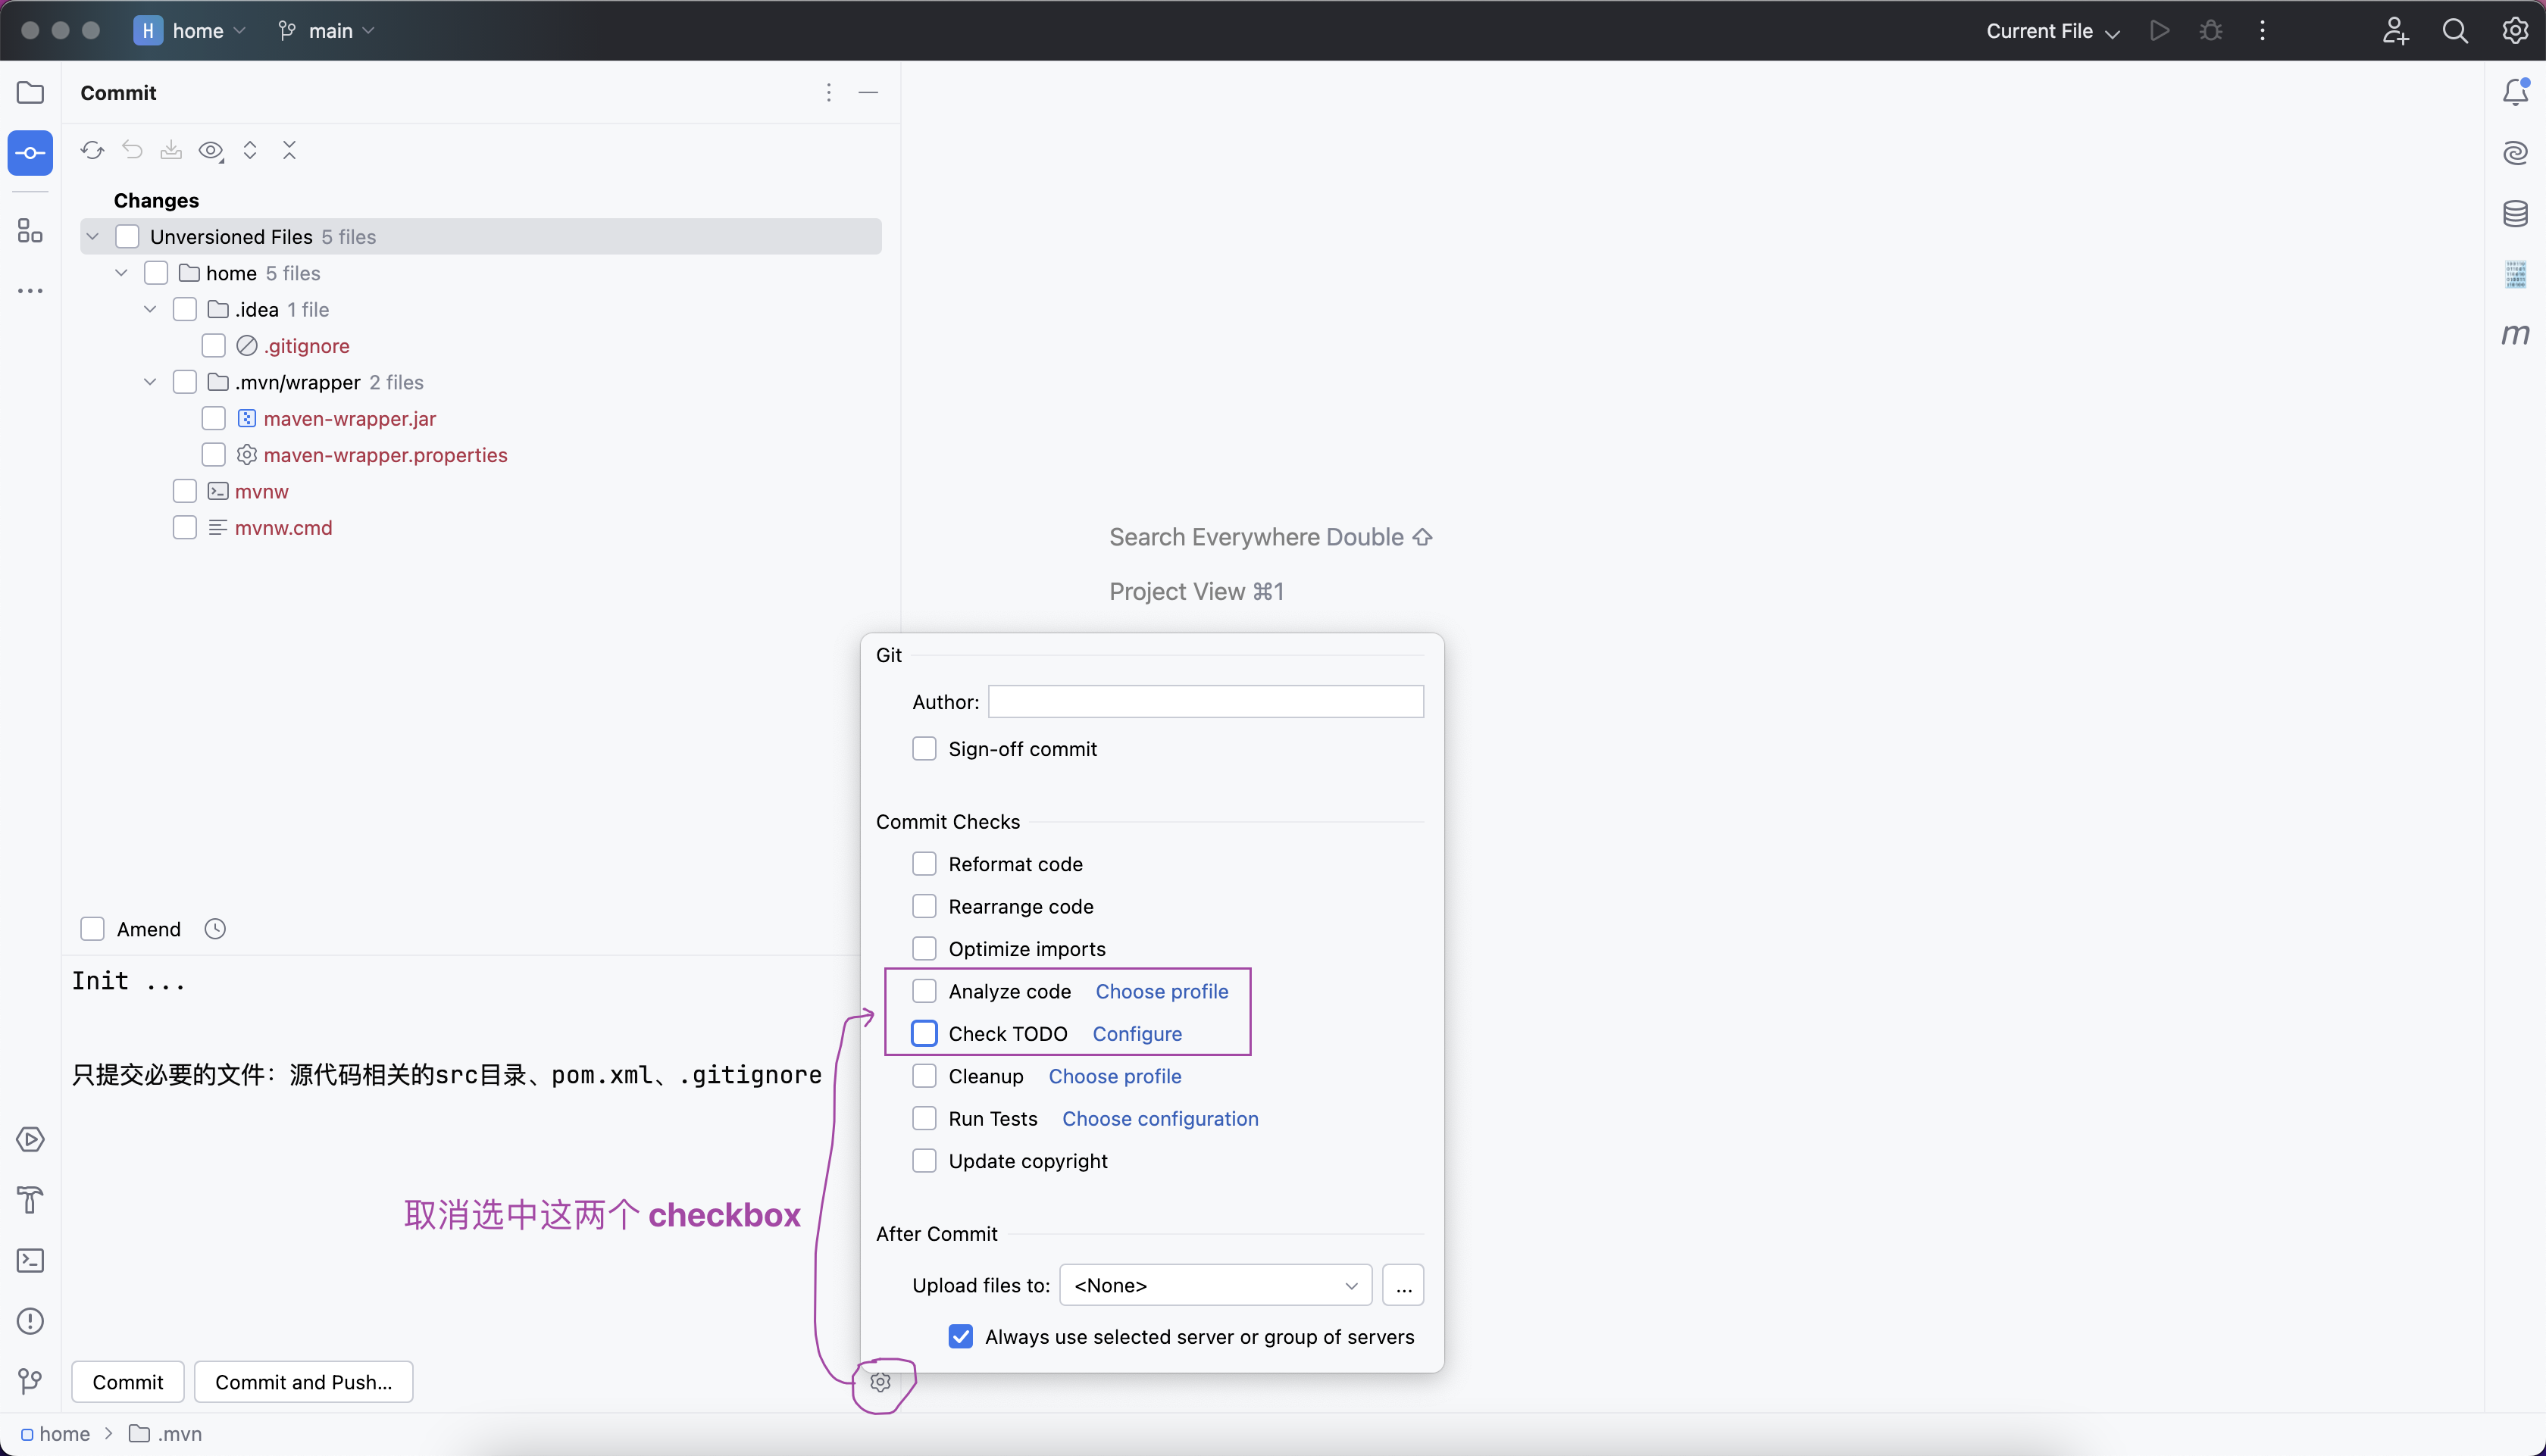 H home main Current File
Commit
Changes
Unversioned Files 5 files
home 5 files
.idea 1 file
.gitignore
.mvn/wrapper 2 files
maven-wrapper.jar
maven-wrapper.properties
mvnw
mvnw.cmd
Search Everywhere Double ⇧
Project View ⌘1
Git
Author:
Sign-off commit
Commit Checks
Reformat code
Rearrange code
Optimize imports
Analyze code Choose profile
Check TODO Configure
Cleanup Choose profile
Run Tests Choose configuration
Update copyright
After Commit
Upload files to: <None> ...
Always use selected server or group of servers
Amend
Init ...
只提交必要的文件：源代码相关的src目录、pom.xml、.gitignore
取消选中这两个 checkbox
Commit Commit and Push...
home .mvn
m